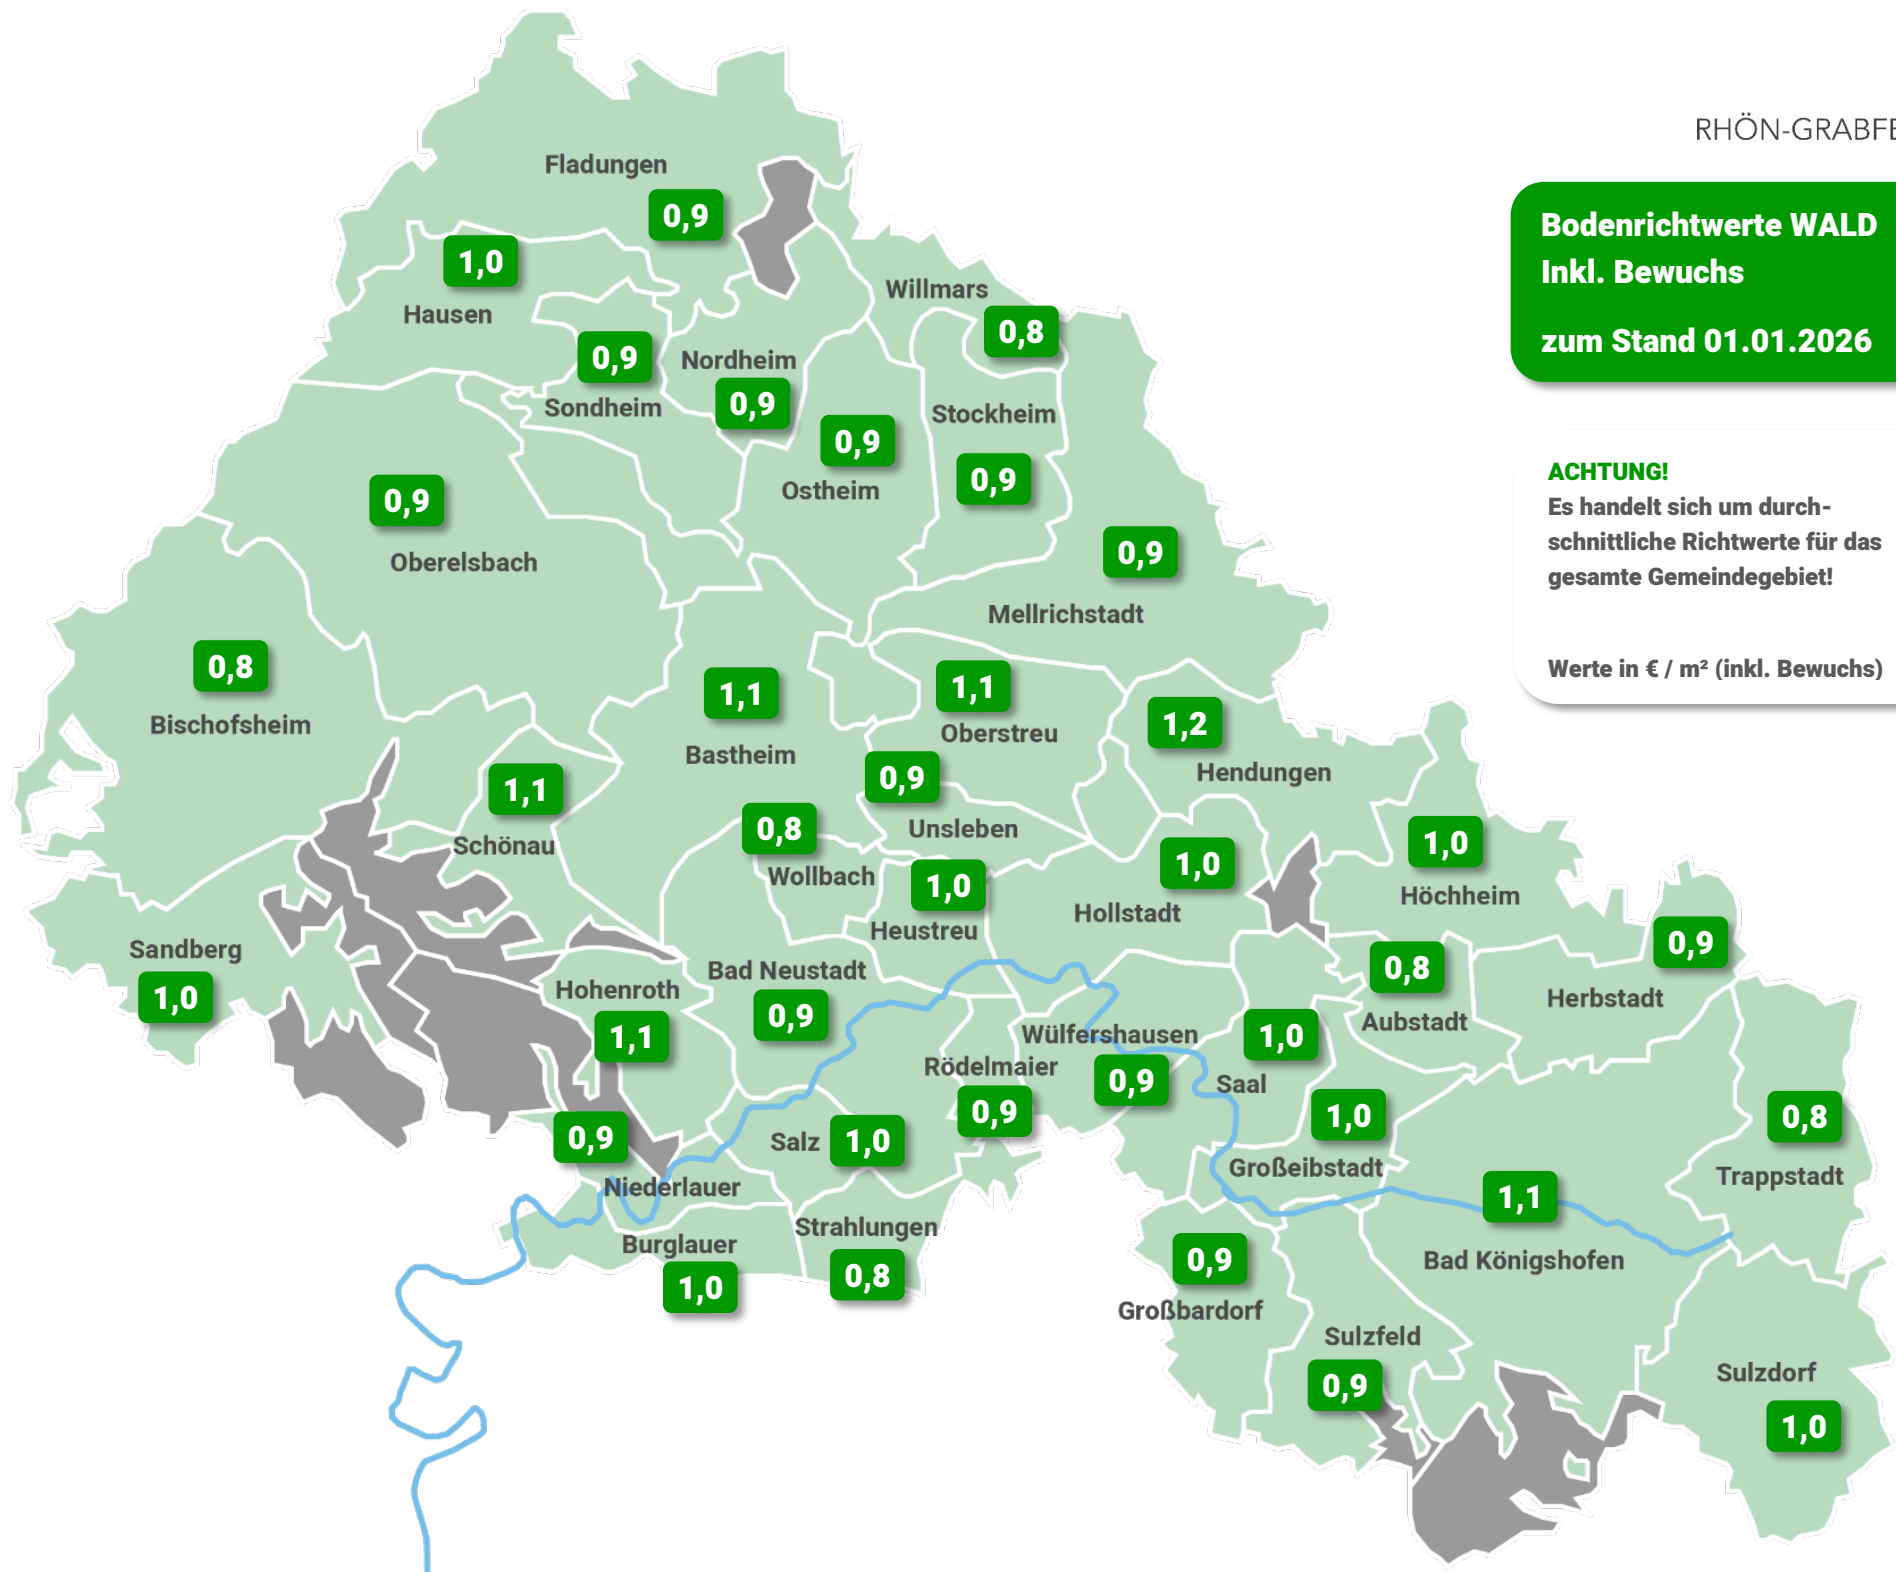 RHÖN-GRABFE
Bodenrichtwerte WALD
Inkl. Bewuchs
zum Stand 01.01.2026
ACHTUNG!
Es handelt sich um durch-
schnittliche Richtwerte für das
gesamte Gemeindegebiet!
Werte in € / m² (inkl. Bewuchs)
Fladungen
0,9
1,0
Hausen
Willmars
0,8
0,9
Sondheim
Nordheim
0,9
0,9
Ostheim
Stockheim
0,9
0,9
Oberelsbach
0,9
Mellrichstadt
0,8
Bischofsheim
1,1
Bastheim
1,1
Oberstreu
1,2
Hendungen
1,1
Schönau
0,9
Unsleben
0,8
Wollbach
1,0
Heustreu
1,0
Hollstadt
1,0
Höchheim
Sandberg
1,0
Hohenroth
1,1
Bad Neustadt
0,9
0,9
Herbstadt
0,8
Aubstadt
Wülfershausen
0,9
Rödelmaier
0,9
1,0
Saal
1,0
Großeibstadt
0,8
Trappstadt
0,9
Niederlauer
Salz
1,0
1,1
Bad Königshofen
Strahlungen
0,8
Burglauer
1,0
0,9
Großbardorf
Sulzfeld
0,9
Sulzdorf
1,0